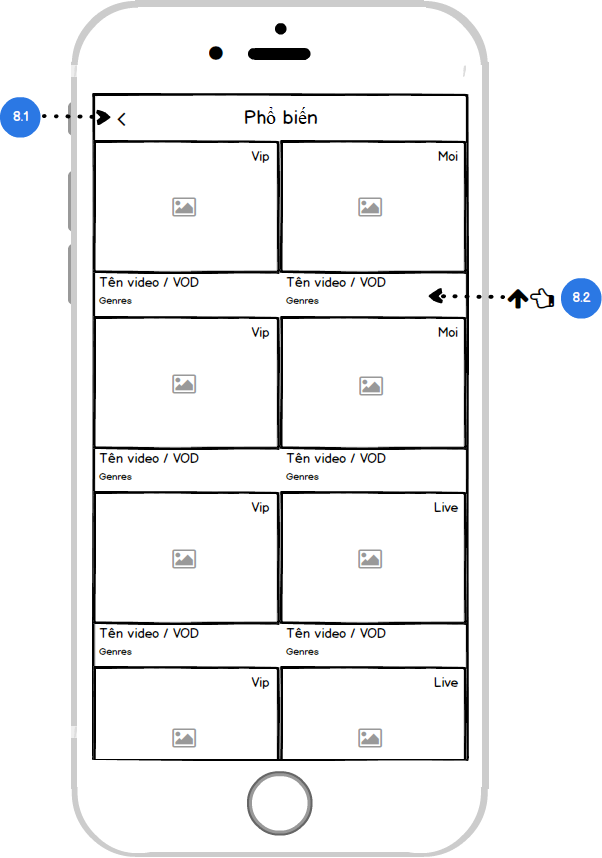 8.1
Phổ biến
Vip
Moi
Tên video / VOD
Tên video / VOD
Genres
Genres
8.2
Vip
Moi
Tên video / VOD
Tên video / VOD
Genres
Genres
Vip
Live
Tên video / VOD
Tên video / VOD
Genres
Genres
Vip
Live